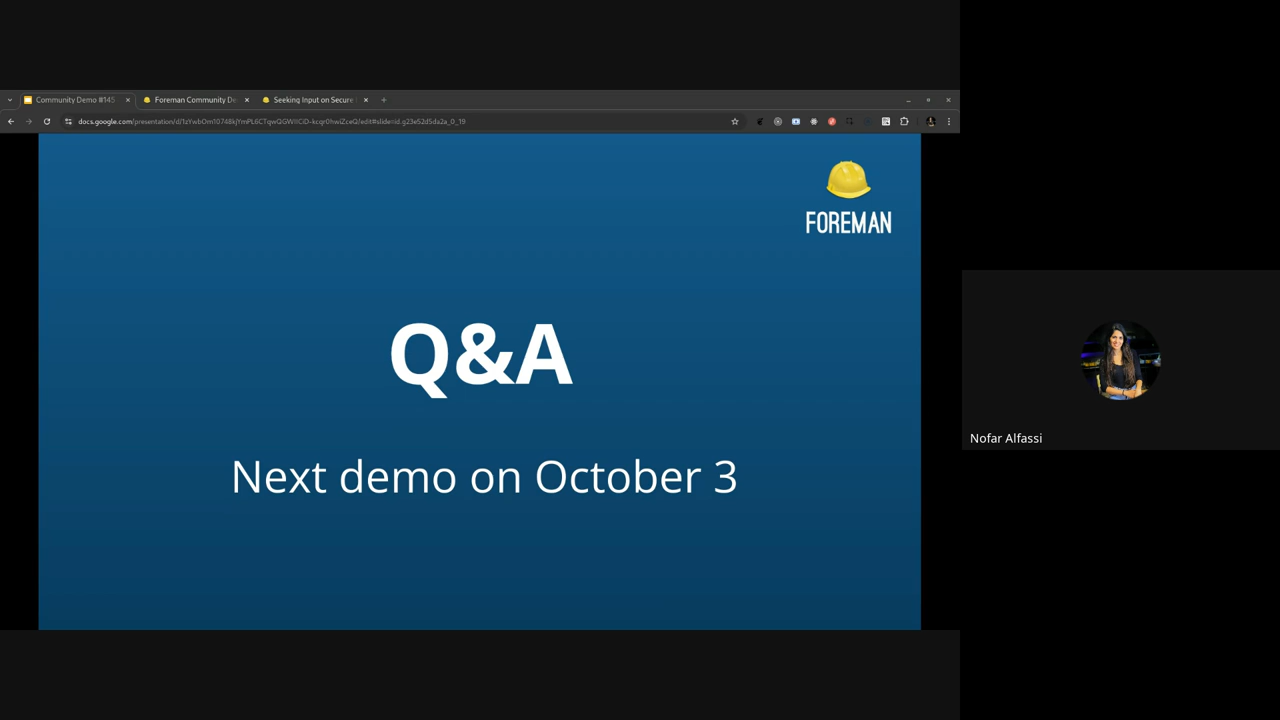 Community Demo #145
Foreman Community De
Seeking Input on Secure
FOREMAN
Q&A
Next demo on October 3
Nofar Alfassi